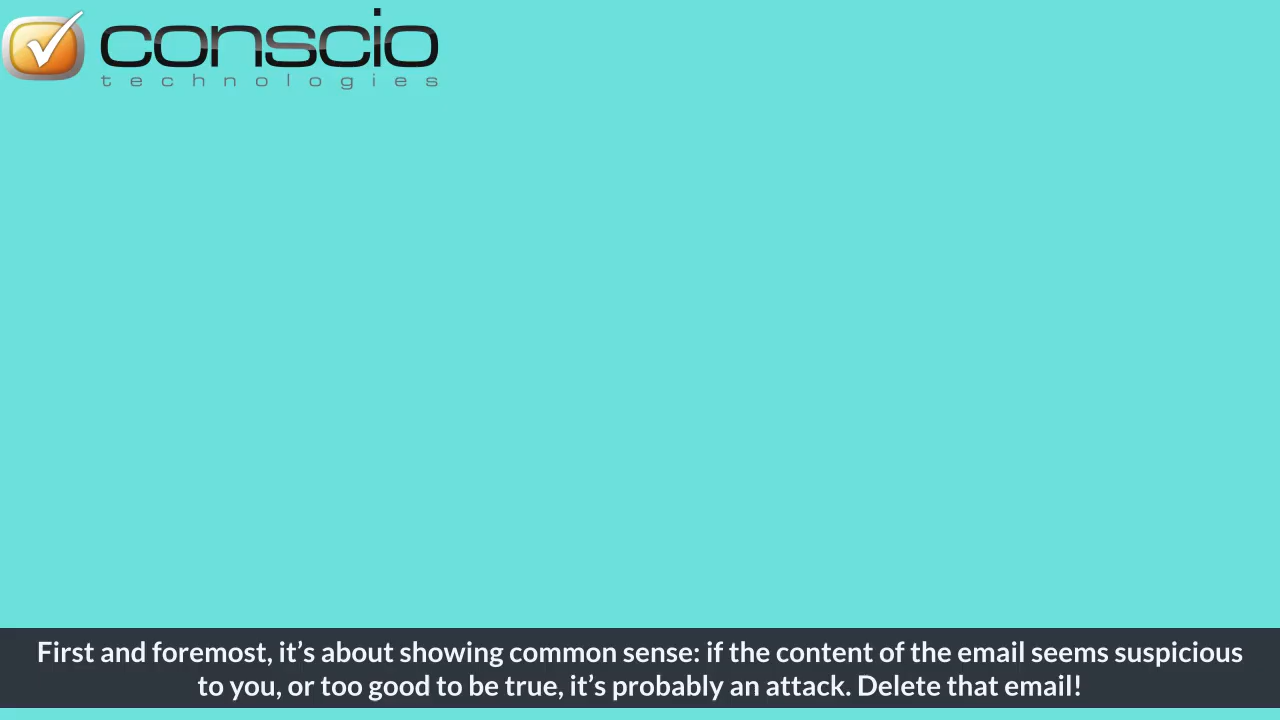 conscio
technologies
First and foremost, it’s about showing common sense: if the content of the email seems suspicious
to you, or too good to be true, it’s probably an attack. Delete that email!